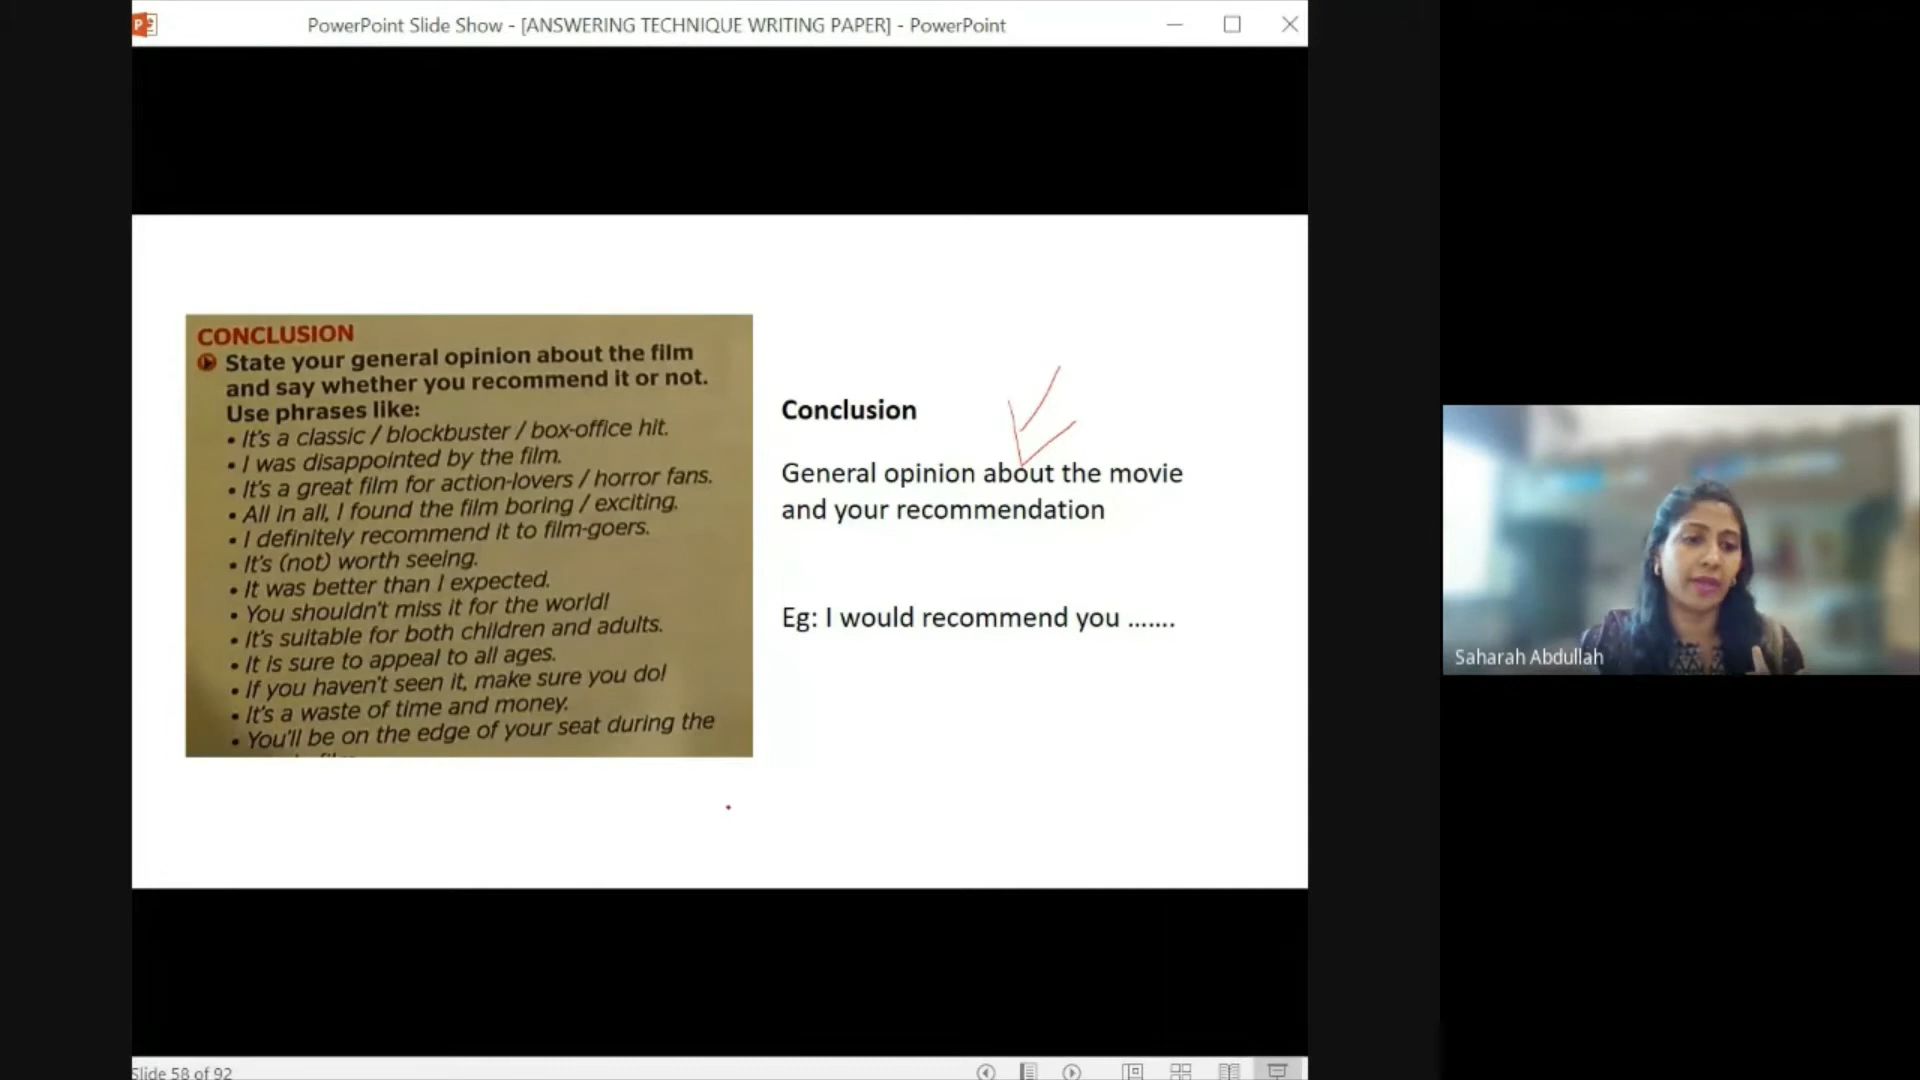 PowerPoint Slide Show - [ANSWERING TECHNIQUE WRITING PAPER] - PowerPoint
CONCLUSION
State your general opinion about the film
and say whether you recommend it or not.
Use phrases like:
• It's a classic / blockbuster / box-office hit.
• I was disappointed by the film.
• It's a great film for action-lovers / horror fans.
• All in all, I found the film boring / exciting.
• I definitely recommend it to film-goers.
• It's (not) worth seeing.
• It was better than I expected.
• You shouldn't miss it for the world!
• It's suitable for both children and adults.
• It is sure to appeal to all ages.
• If you haven't seen it, make sure you do!
• It's a waste of time and money.
• You'll be on the edge of your seat during the
Conclusion
General opinion about the movie
and your recommendation
Eg: I would recommend you .......
Saharah Abdullah
Slide 58 of 92